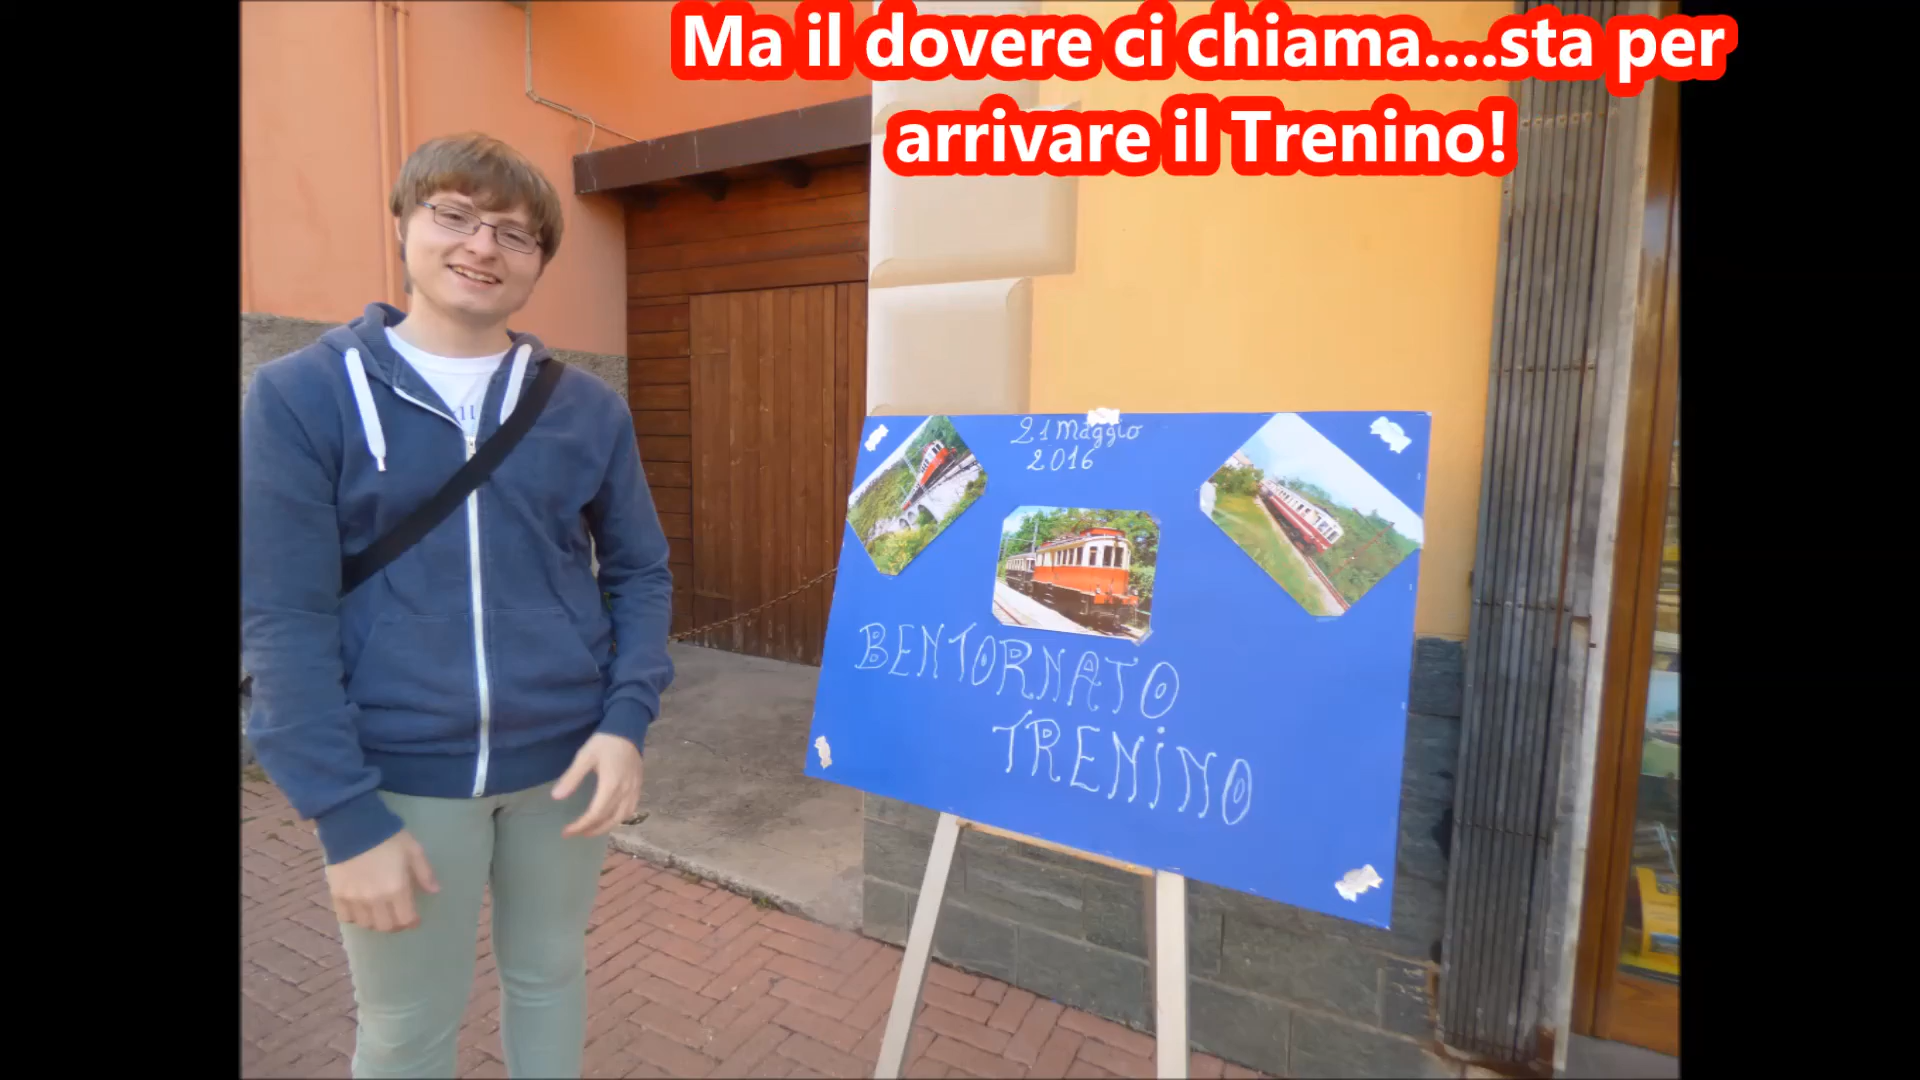 Ma il dovere ci chiama....sta per
arrivare il Trenino!
21 Maggio
2016
BENTORNATO
TRENINO